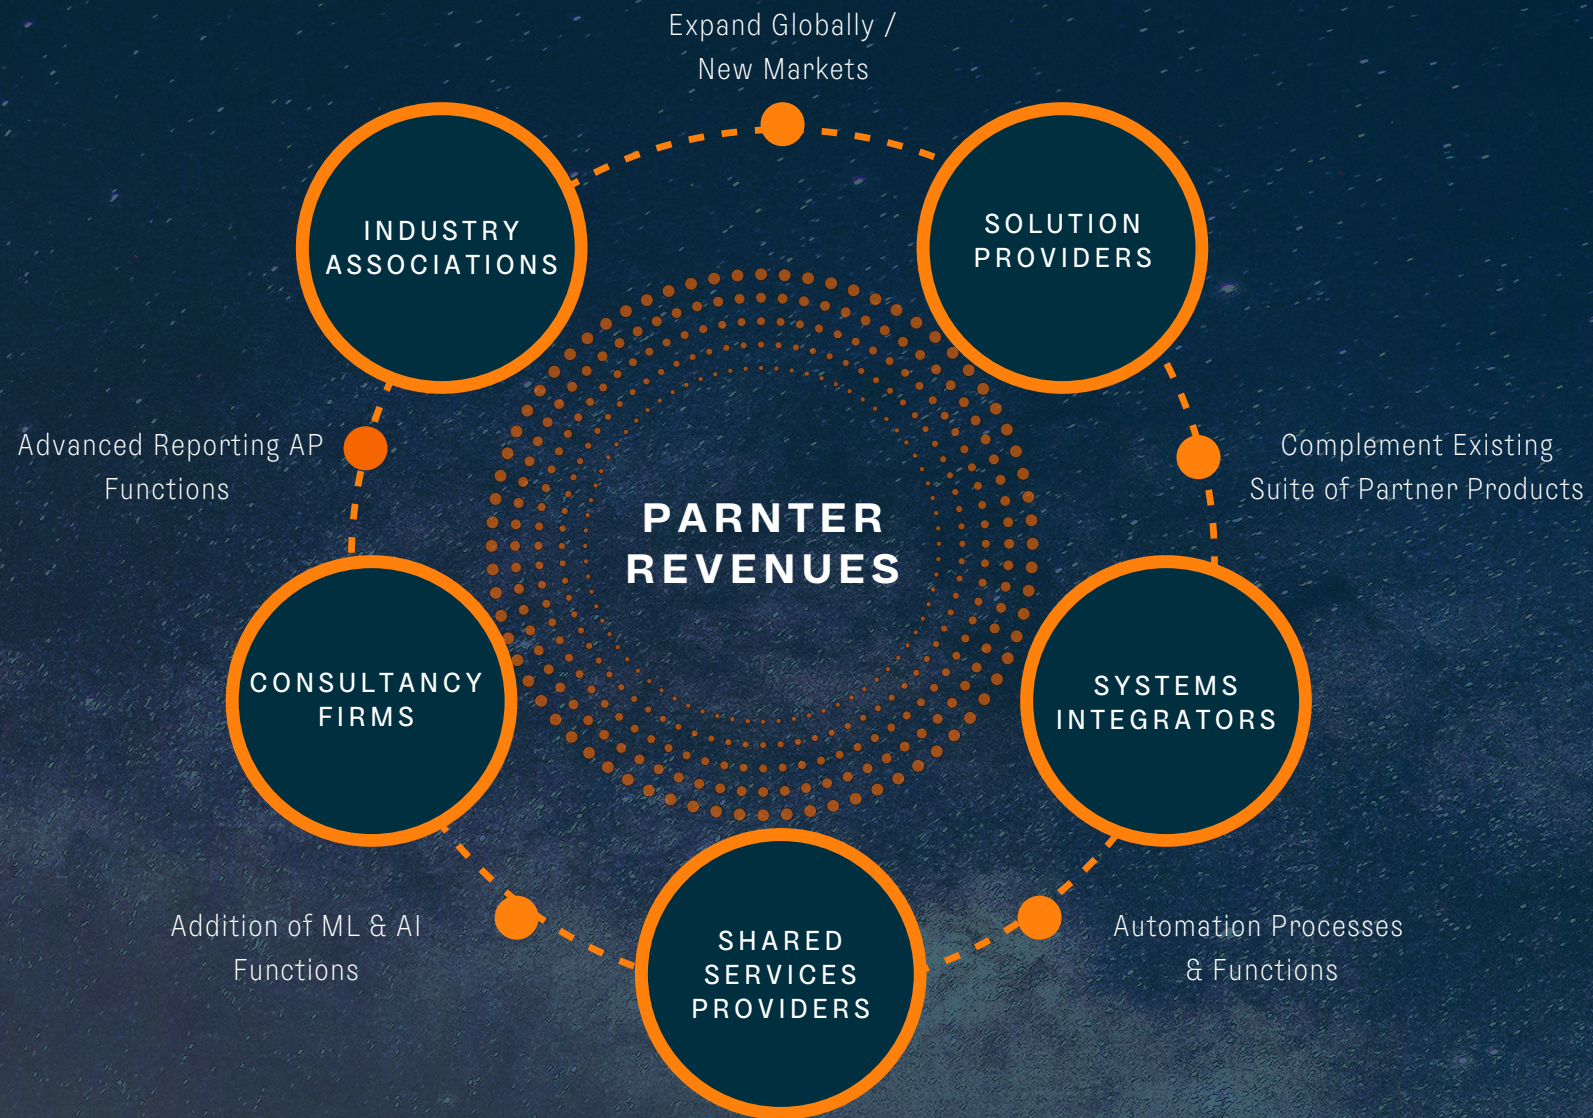 Expand Globally /
New Markets
INDUSTRY
ASSOCIATIONS
SOLUTION
PROVIDERS
Advanced Reporting AP
Functions
Complement Existing
Suite of Partner Products
PARNTER
REVENUES
CONSULTANCY
FIRMS
SYSTEMS
INTEGRATORS
Addition of ML & AI
Functions
SHARED
SERVICES
PROVIDERS
Automation Processes
& Functions